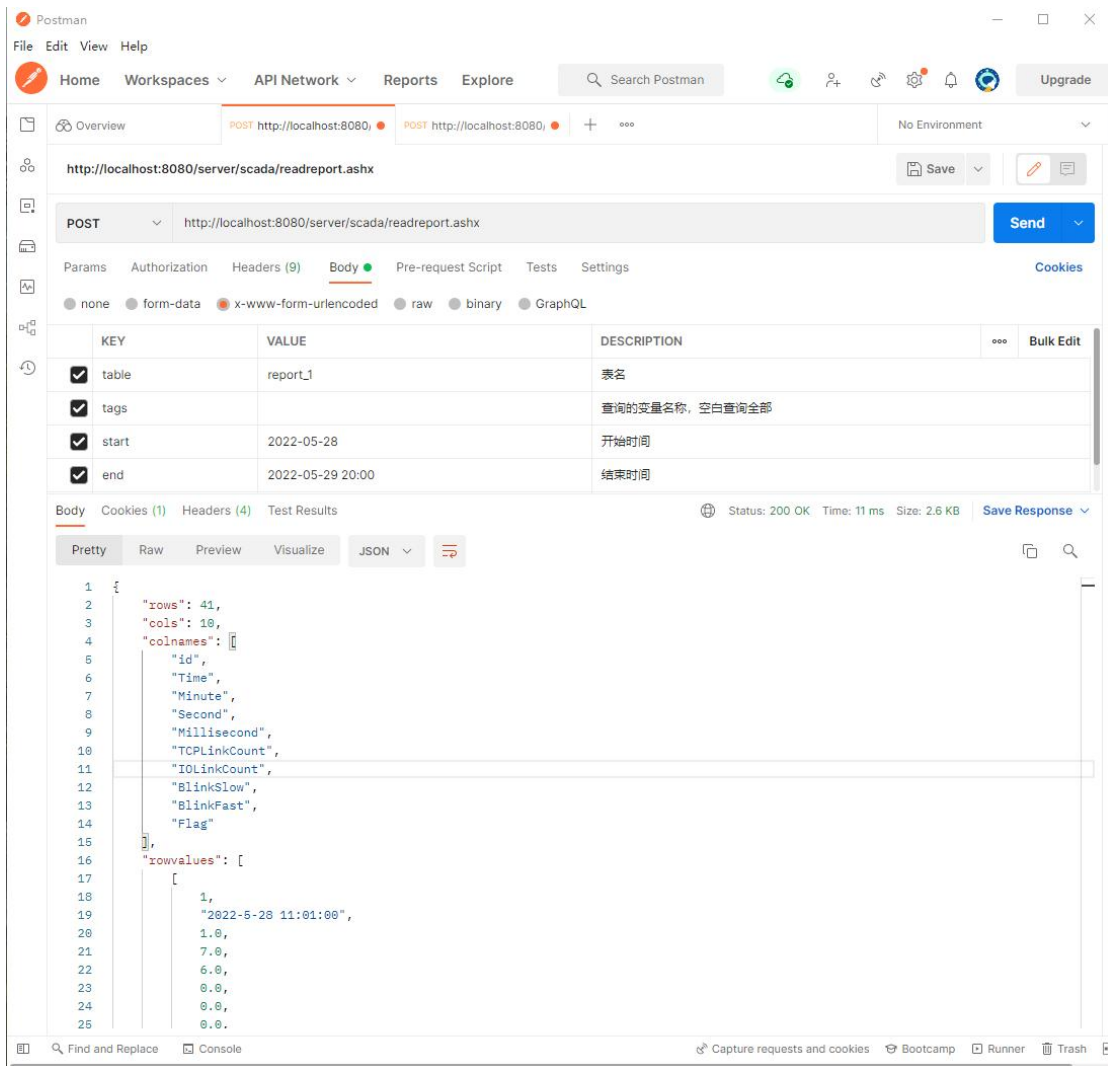 Postman
File Edit View Help
Home Workspaces API Network Reports Explore Search Postman Upgrade
Overview POST http://localhost:8080/ POST http://localhost:8080/ No Environment
http://localhost:8080/server/scada/readreport.ashx Save
POST http://localhost:8080/server/scada/readreport.ashx Send
Params Authorization Headers (9) Body Pre-request Script Tests Settings Cookies
none form-data x-www-form-urlencoded raw binary GraphQL
KEY VALUE DESCRIPTION Bulk Edit
table report_1 表名
tags 查询的变量名称，空白查询全部
start 2022-05-28 开始时间
end 2022-05-29 20:00 结束时间
Body Cookies (1) Headers (4) Test Results Status: 200 OK Time: 11 ms Size: 2.6 KB Save Response
Pretty Raw Preview Visualize JSON
1 {
2 "rows": 41,
3 "cols": 10,
4 "colnames": [
5 "id",
6 "Time",
7 "Minute",
8 "Second",
9 "Millisecond",
10 "TCPLinkCount",
11 "IOLinkCount",
12 "BlinkSlow",
13 "BlinkFast",
14 "Flag"
15 ],
16 "rowvalues": [
17 [
18 1,
19 "2022-5-28 11:01:00",
20 1.0,
21 7.0,
22 6.0,
23 0.0,
24 0.0,
25 0.0,
Find and Replace Console Capture requests and cookies Bootcamp Runner Trash